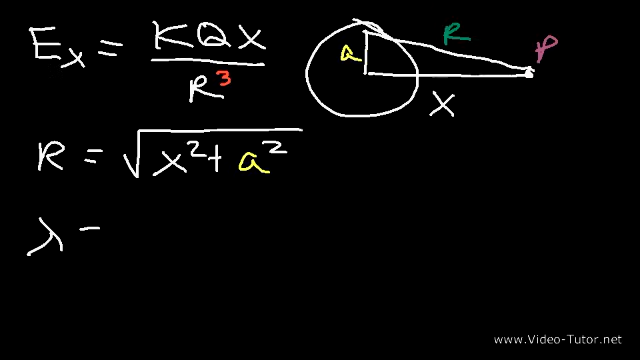 Eₓ = KQX / R³
a
R
P
X
R = √(x² + a²)
λ =
www.Video-Tutor.net